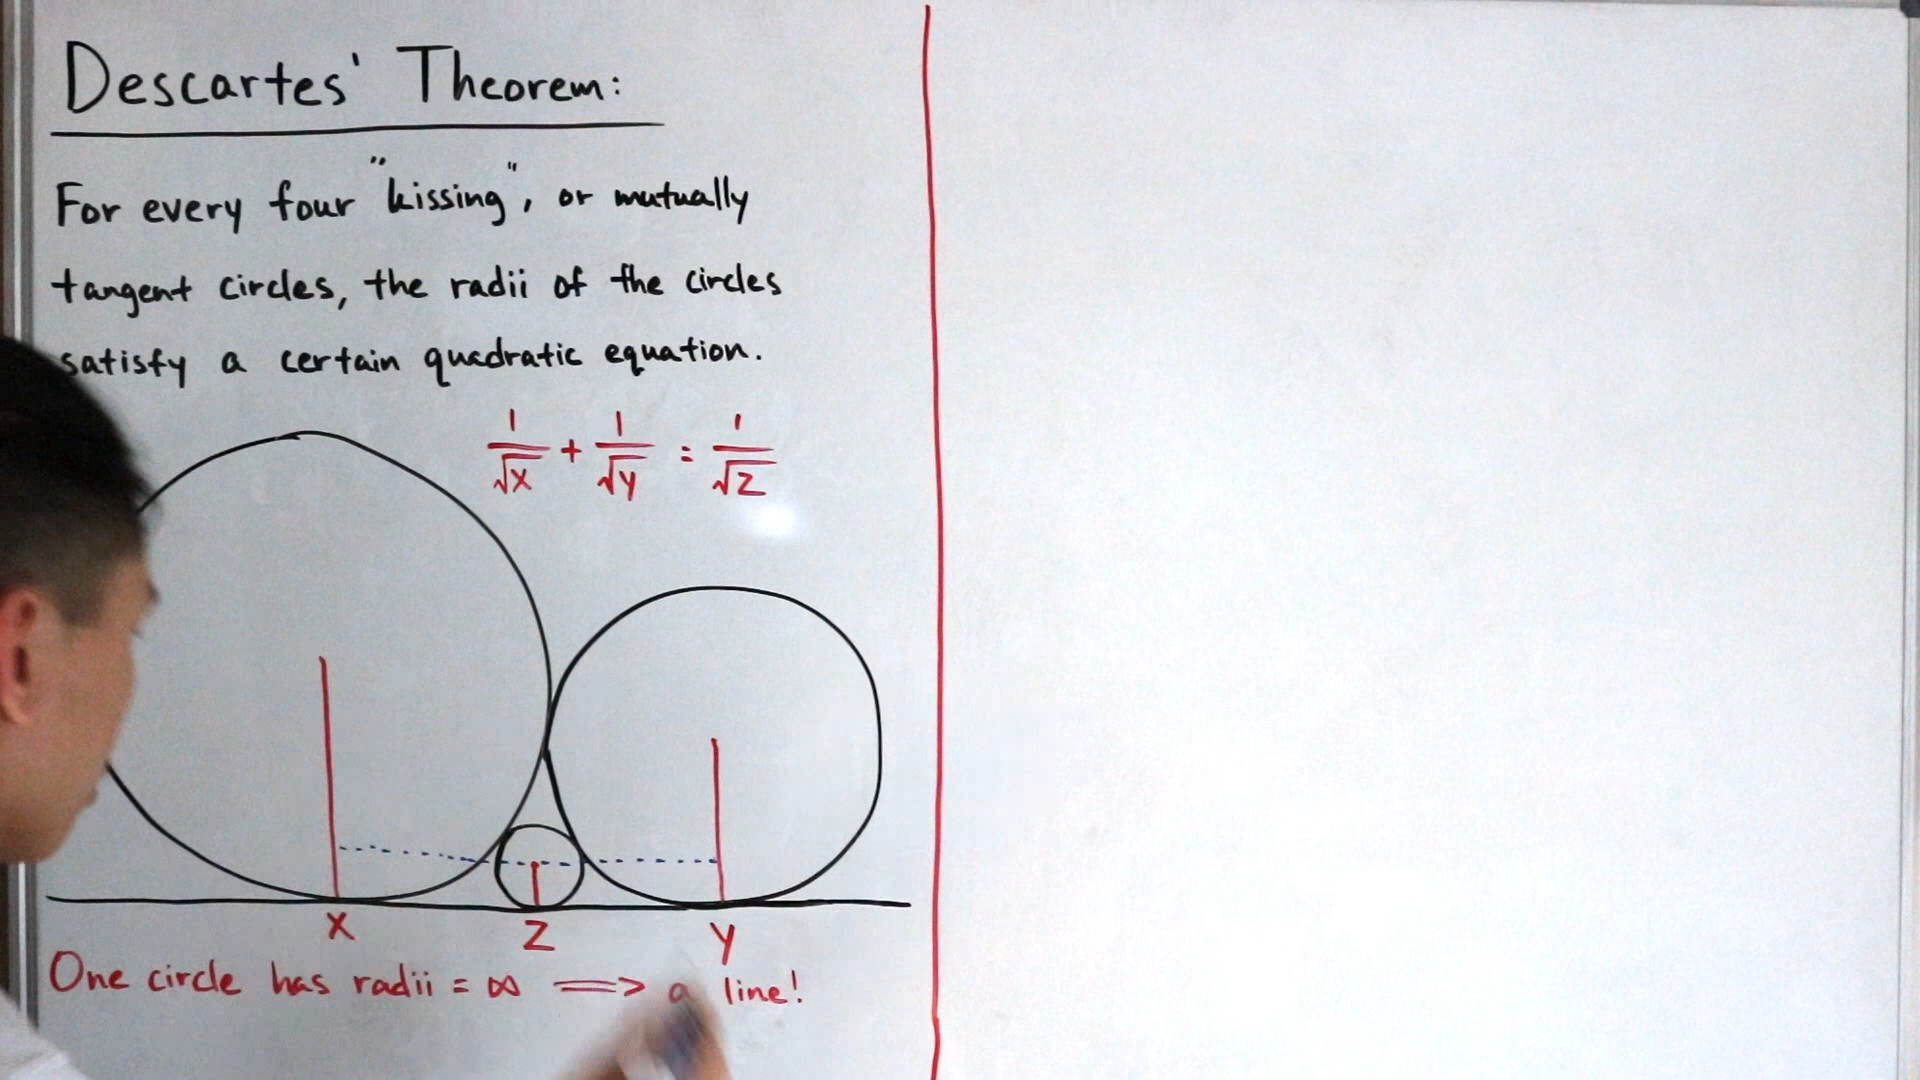 Descartes' Theorem:
For every four "kissing", or mutually
tangent circles, the radii of the circles
satisfy a certain quadratic equation.
1/√x + 1/√y = 1/√z
x z y
One circle has radii = ∞ ⟹ a line!